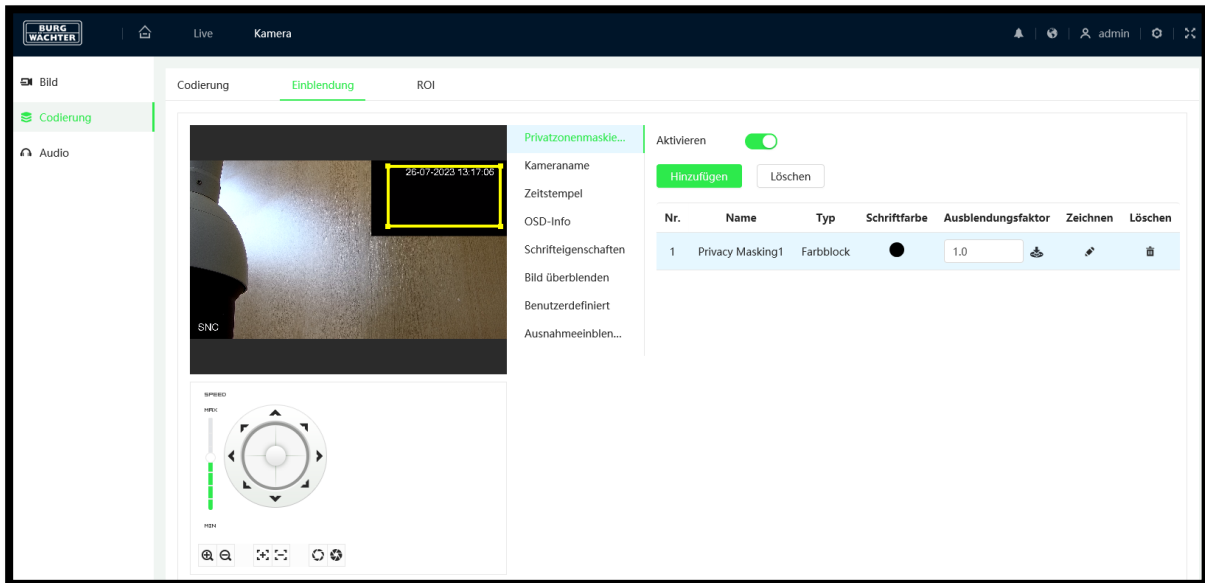 BURG
WÄCHTER
Live
Kamera
admin
Bild
Codierung
Audio
Codierung
Einblendung
ROI
26-07-2023 13:17:06
SNC
SPEED
MAX
MIN
Privatzonenmaskie...
Kameraname
Zeitstempel
OSD-Info
Schrifteigenschaften
Bild überblenden
Benutzerdefiniert
Ausnahmeeinblen...
Aktivieren
Hinzufügen
Löschen
Nr. Name Typ Schriftfarbe Ausblendungsfaktor Zeichnen Löschen
1 Privacy Masking1 Farbblock 1.0